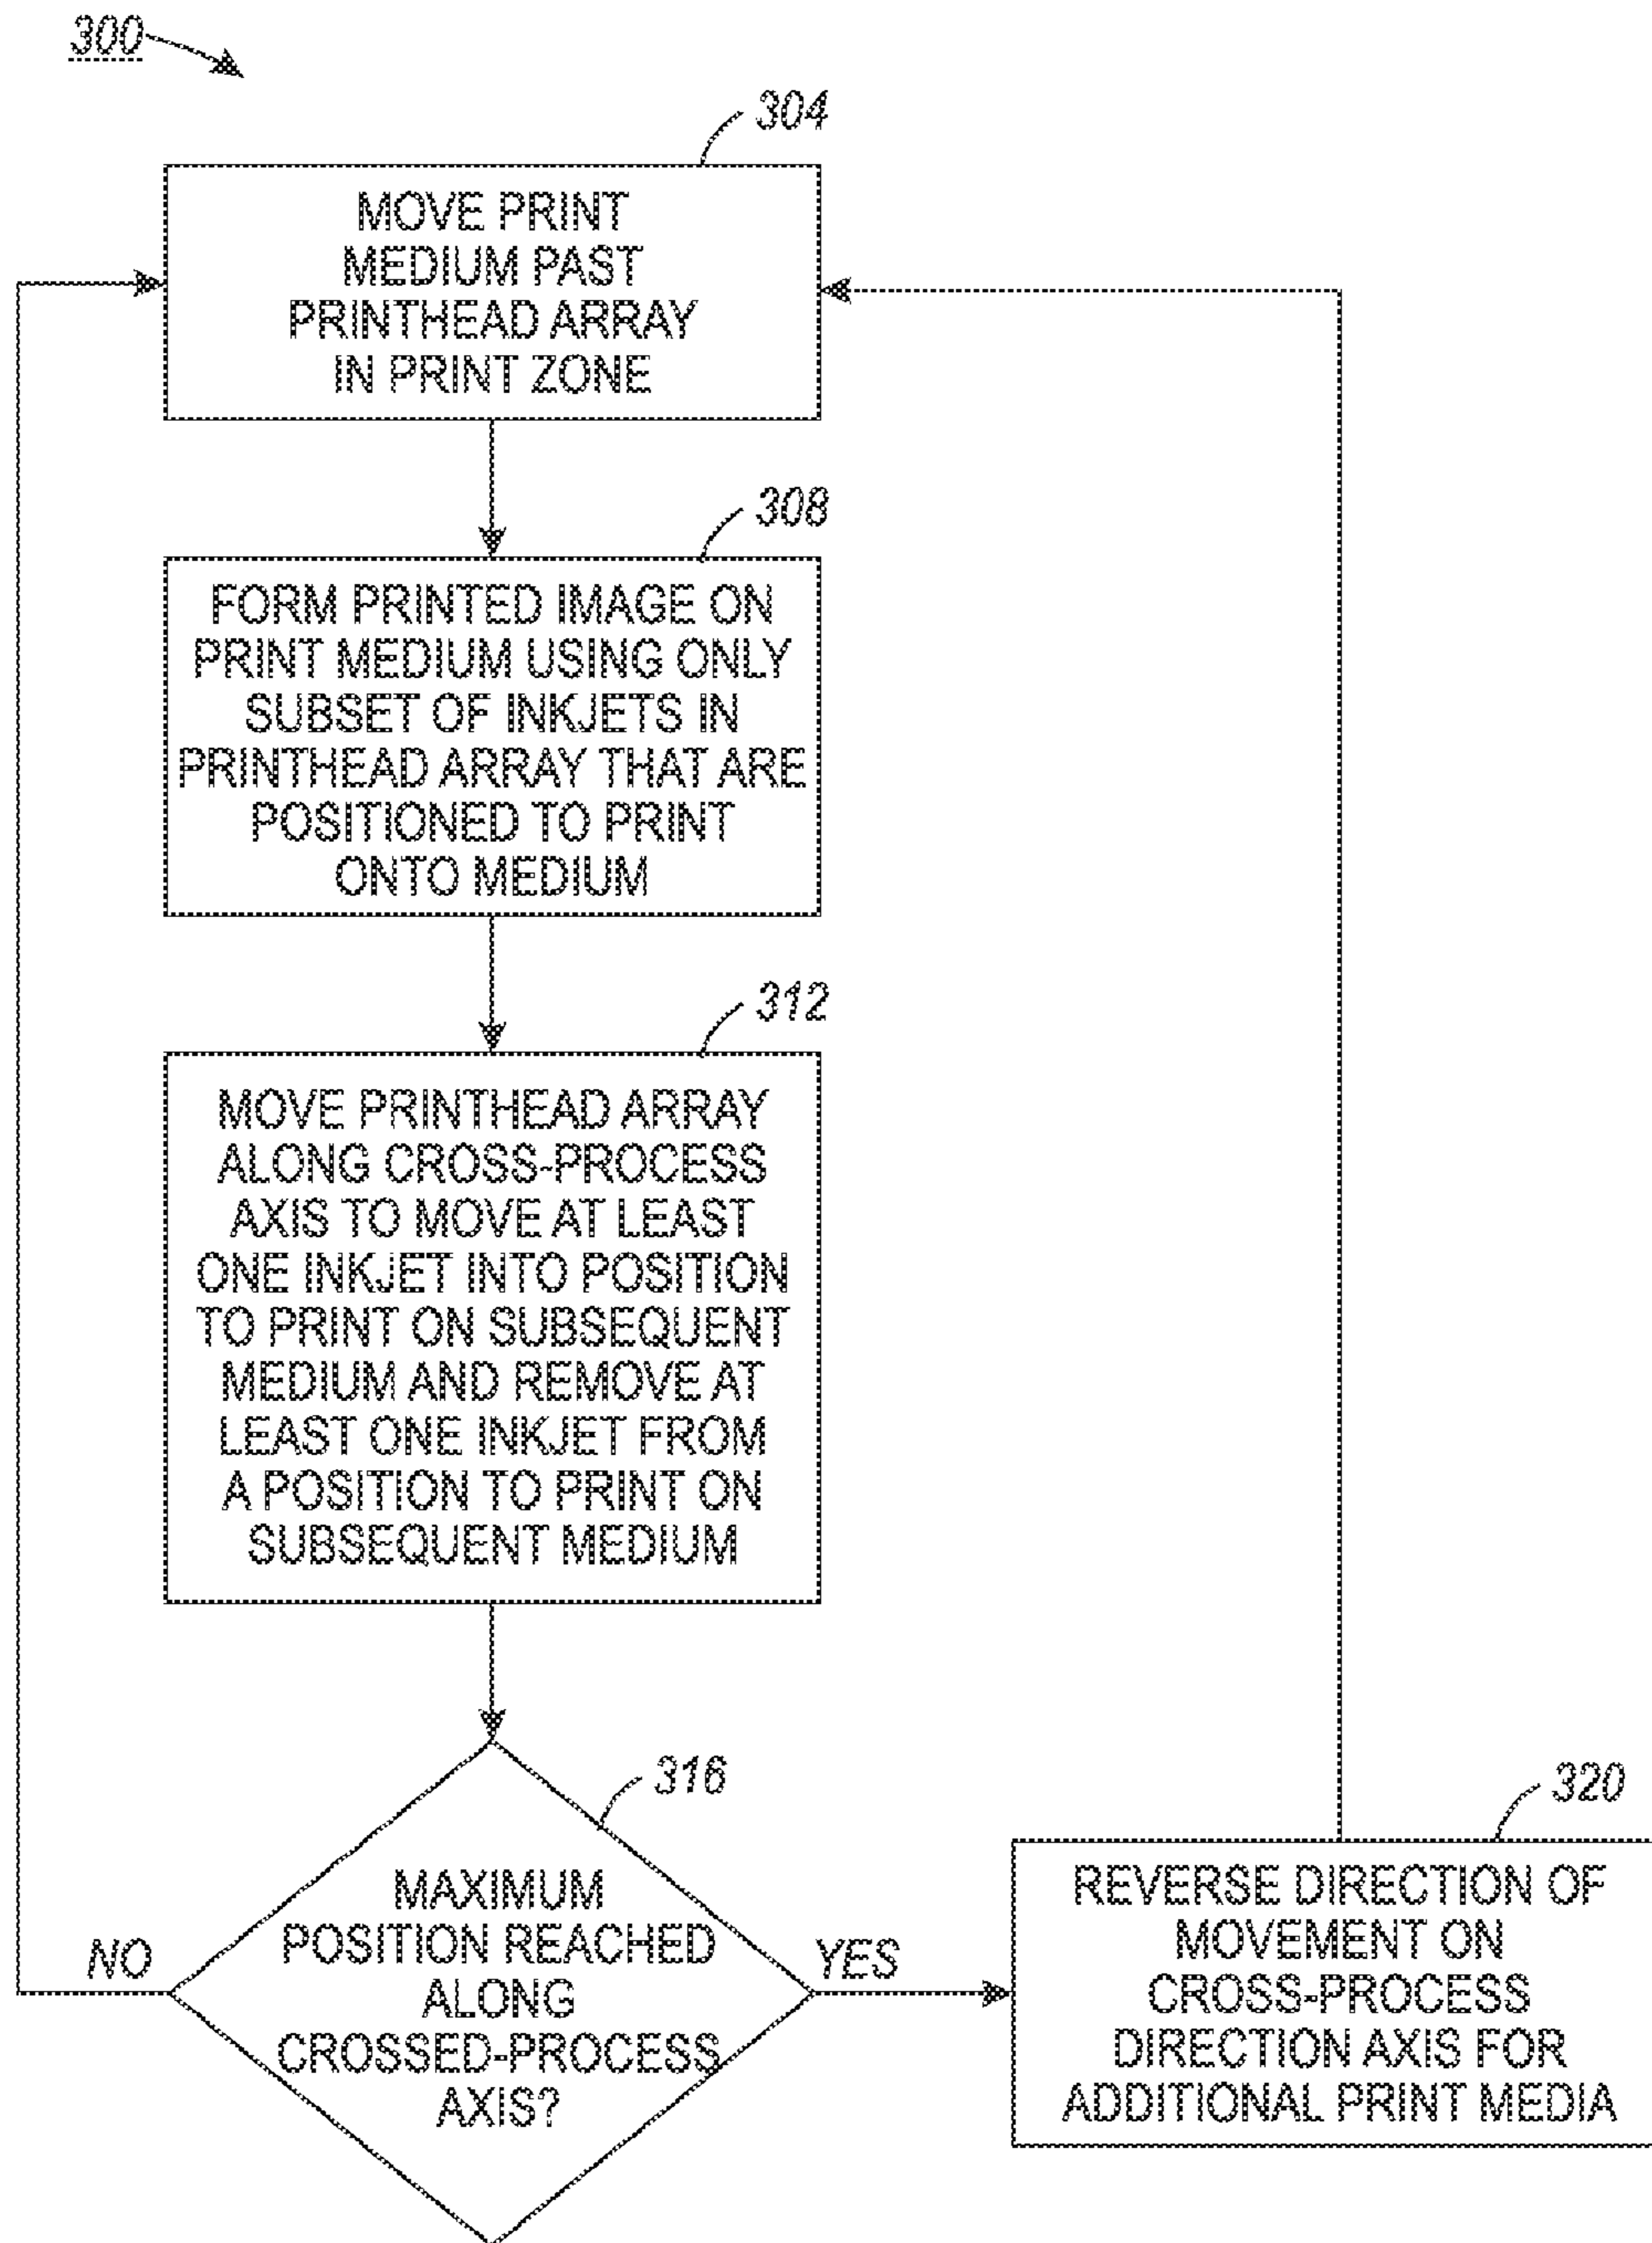 300
304
MOVE PRINT
MEDIUM PAST
PRINTHEAD ARRAY
IN PRINT ZONE
308
FORM PRINTED IMAGE ON
PRINT MEDIUM USING ONLY
SUBSET OF INKJETS IN
PRINTHEAD ARRAY THAT ARE
POSITIONED TO PRINT
ONTO MEDIUM
312
MOVE PRINTHEAD ARRAY
ALONG CROSS-PROCESS
AXIS TO MOVE AT LEAST
ONE INKJET INTO POSITION
TO PRINT ON SUBSEQUENT
MEDIUM AND REMOVE AT
LEAST ONE INKJET FROM
A POSITION TO PRINT ON
SUBSEQUENT MEDIUM
316
MAXIMUM
POSITION REACHED
ALONG
CROSSED-PROCESS
AXIS?
NO
YES
320
REVERSE DIRECTION OF
MOVEMENT ON
CROSS-PROCESS
DIRECTION AXIS FOR
ADDITIONAL PRINT MEDIA